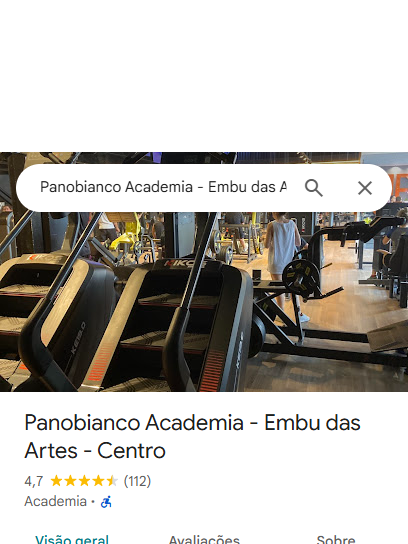 Panobianco Academia - Embu das A
Panobianco Academia - Embu das
Artes - Centro
4,7 (112)
Academia ·
Visão geral Avaliações Sobre